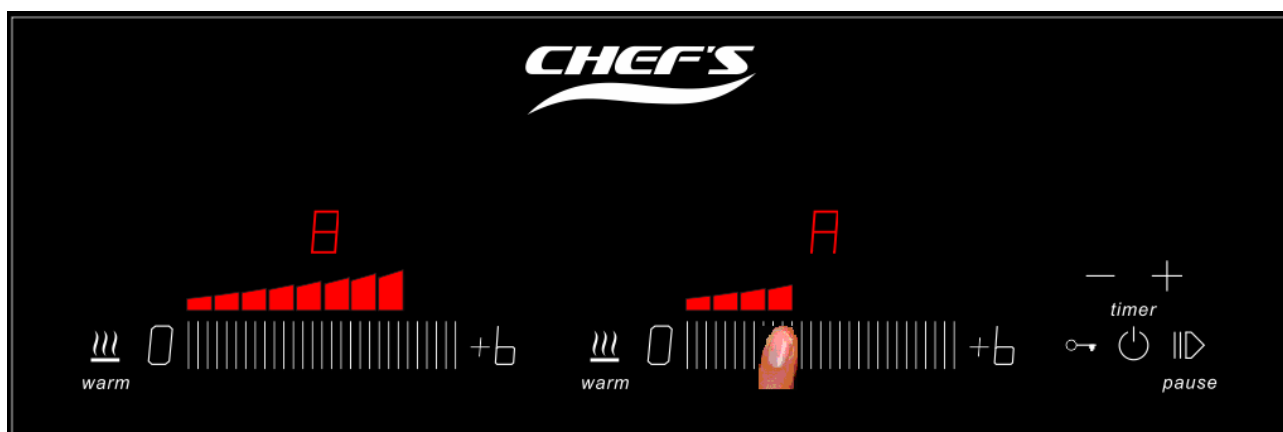 CHEF'S
8 A
− +
timer
0 +b 0 +b
warm warm pause